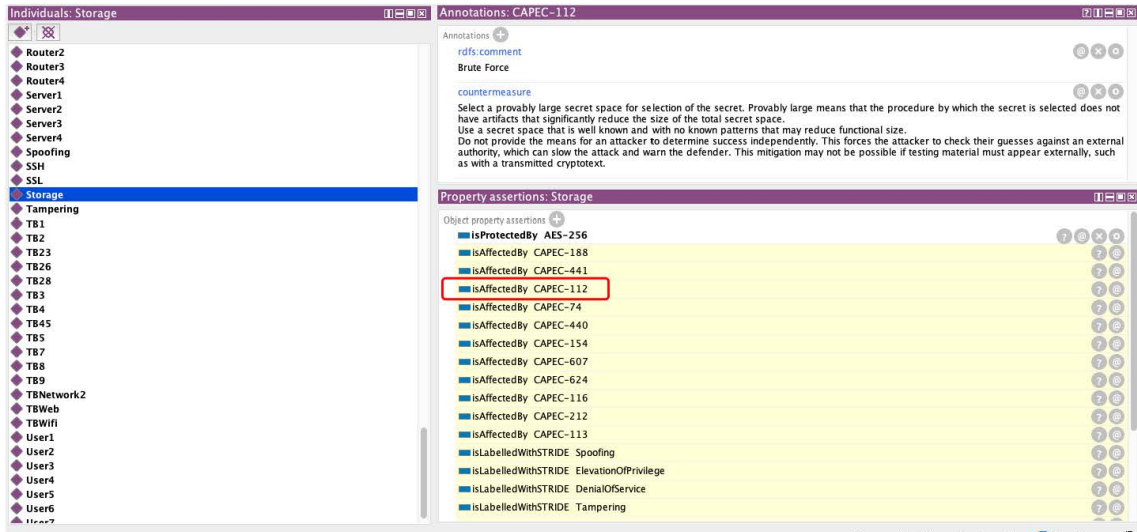 Individuals: Storage
Router2
Router3
Router4
Server1
Server2
Server3
Server4
Spoofing
SSH
SSL
Storage
Tampering
TB1
TB2
TB23
TB26
TB28
TB3
TB4
TB45
TB5
TB7
TB8
TB9
TBNetwork2
TBWeb
TBWifi
User1
User2
User3
User4
User5
User6
User7
Annotations: CAPEC-112
Annotations
rdfs:comment
Brute Force
countermeasure
Select a provably large secret space for selection of the secret. Provably large means that the procedure by which the secret is selected does not
have artifacts that significantly reduce the size of the total secret space.
Use a secret space that is well known and with no known patterns that may reduce functional size.
Do not provide the means for an attacker to determine success independently. This forces the attacker to check their guesses against an external
authority, which can slow the attack and warn the defender. This mitigation may not be possible if testing material must appear externally, such
as with a transmitted cryptotext.
Property assertions: Storage
Object property assertions
isProtectedBy AES-256
isAffectedBy CAPEC-188
isAffectedBy CAPEC-441
isAffectedBy CAPEC-112
isAffectedBy CAPEC-74
isAffectedBy CAPEC-440
isAffectedBy CAPEC-154
isAffectedBy CAPEC-607
isAffectedBy CAPEC-624
isAffectedBy CAPEC-116
isAffectedBy CAPEC-212
isAffectedBy CAPEC-113
isLabelledWithSTRIDE Spoofing
isLabelledWithSTRIDE ElevationOfPrivilege
isLabelledWithSTRIDE DenialOfService
isLabelledWithSTRIDE Tampering